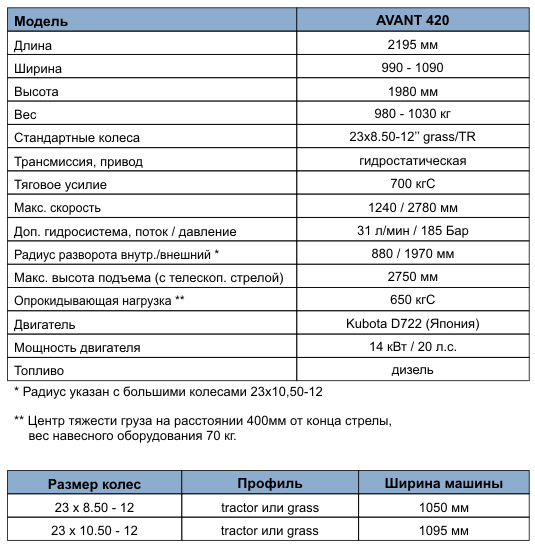 Модель AVANT 420
Длина 2195 мм
Ширина 990 - 1090
Высота 1980 мм
Вес 980 - 1030 кг
Стандартные колеса 23x8.50-12’’ grass/TR
Трансмиссия, привод гидростатическая
Тяговое усилие 700 кгС
Макс. скорость 1240 / 2780 мм
Доп. гидросистема, поток / давление 31 л/мин / 185 Бар
Радиус разворота внутр./внешний * 880 / 1970 мм
Макс. высота подъема (с телескоп. стрелой) 2750 мм
Опрокидывающая нагрузка ** 650 кгС
Двигатель Kubota D722 (Япония)
Мощность двигателя 14 кВт / 20 л.с.
Топливо дизель
* Радиус указан с большими колесами 23x10,50-12
** Центр тяжести груза на расстоянии 400мм от конца стрелы,
вес навесного оборудования 70 кг.
Размер колес Профиль Ширина машины
23 x 8.50 - 12 tractor или grass 1050 мм
23 x 10.50 - 12 tractor или grass 1095 мм